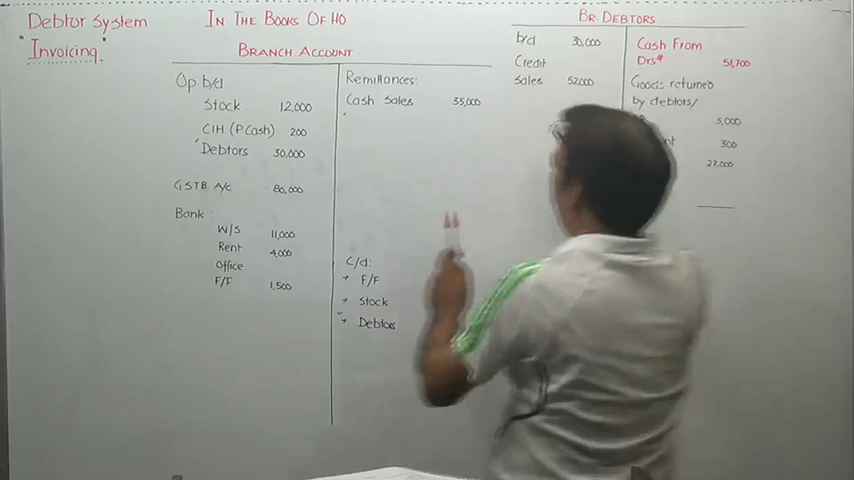 Debtor System
"Invoicing"
IN THE BOOKS OF HO
BRANCH ACCOUNT
Op b/d
Stock 12,000
CIH (P Cash) 200
Debtors 30,000
GSTB A/c 80,000
Bank:
W/S 11,000
Rent 4,000
Office
F/F 1,500
Remittances:
Cash Sales 35,000
C/d:
→ F/F
→ Stock
→ Debtors
BR DEBTORS
b/d 30,000
Credit
Sales 52,000
Cash From
Drs* 51,700
Goods returned
by debtors/
3,000
300
27,000